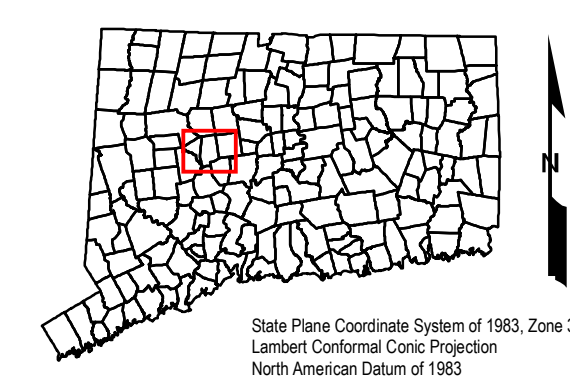 N
State Plane Coordinate System of 1983, Zone
Lambert Conformal Conic Projection
North American Datum of 1983